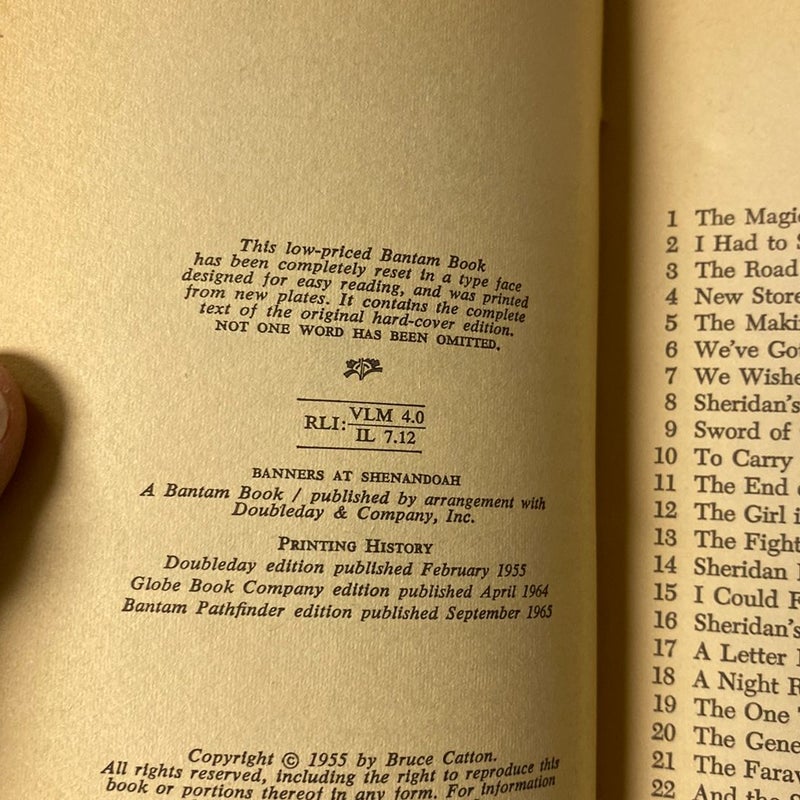 This low-priced Bantam Book
has been completely reset in a type face
designed for easy reading, and was printed
from new plates. It contains the complete
text of the original hard-cover edition.
NOT ONE WORD HAS BEEN OMITTED.
RLI: VLM 4.0
IL 7.12
BANNERS AT SHENANDOAH
A Bantam Book / published by arrangement with
Doubleday & Company, Inc.
PRINTING HISTORY
Doubleday edition published February 1955
Globe Book Company edition published April 1964
Bantam Pathfinder edition published September 1965
Copyright © 1955 by Bruce Catton.
All rights reserved, including the right to reproduce this
book or portions thereof in any form. For information
1 The
2 I Had to
3 The Road
4 New
5 The
6 We've
7 We
8 Sheridan's
9 Sword of
10 To Carry
11 The End
12 The Girl
13 The
14 Sheridan
15 I Could
16 Sheridan's
17 A Letter
18 A Night
19 The One
20 The
21 The
22 And the